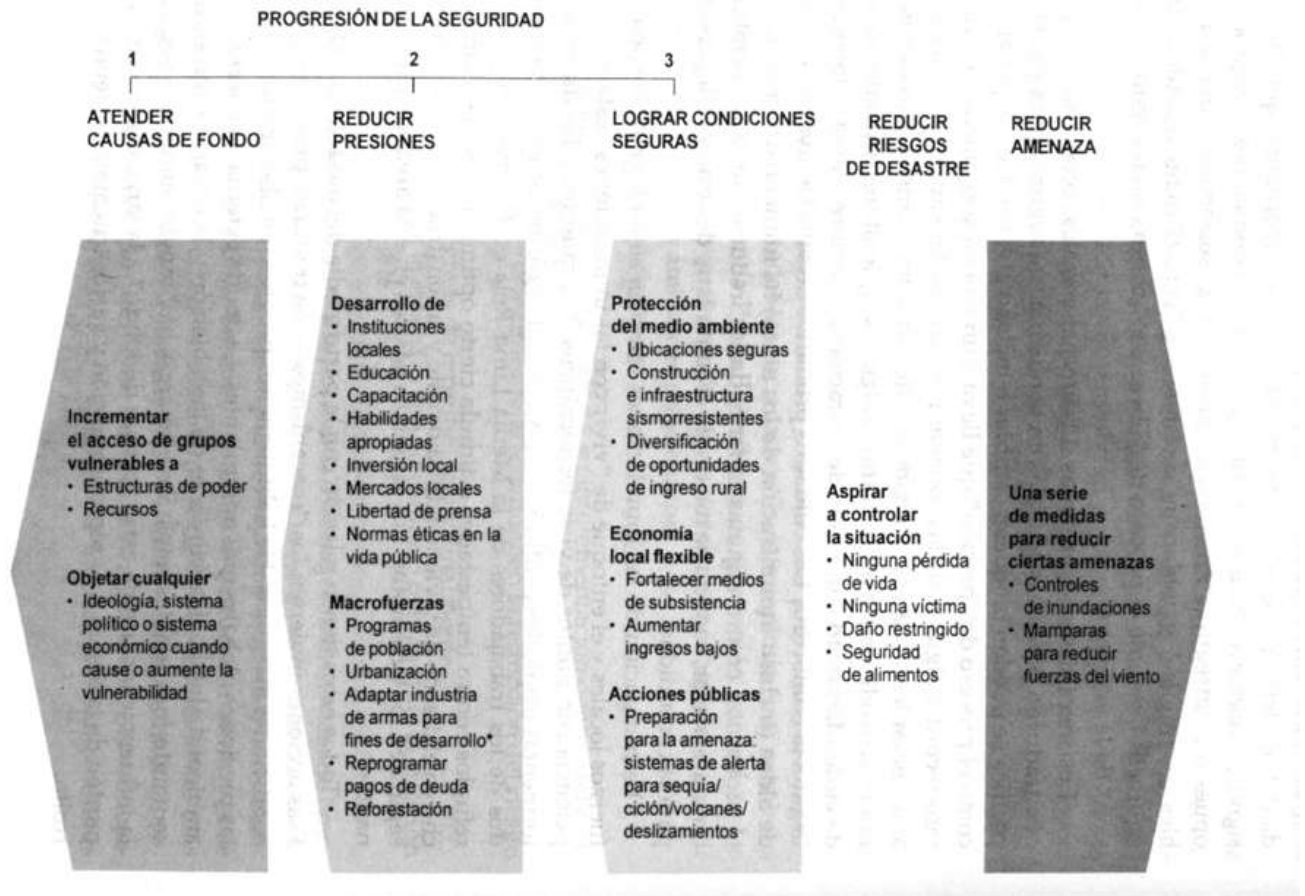 PROGRESIÓN DE LA SEGURIDAD
1
2
3
ATENDER
CAUSAS DE FONDO
REDUCIR
PRESIONES
LOGRAR CONDICIONES
SEGURAS
REDUCIR
RIESGOS
DE DESASTRE
REDUCIR
AMENAZA
Incrementar
el acceso de grupos
vulnerables a
• Estructuras de poder
• Recursos
Objetar cualquier
• Ideología, sistema
político o sistema
económico cuando
cause o aumente la
vulnerabilidad
Desarrollo de
• Instituciones
locales
• Educación
• Capacitación
• Habilidades
apropiadas
• Inversión local
• Mercados locales
• Libertad de prensa
• Normas éticas en la
vida pública
Macrofuerzas
• Programas
de población
• Urbanización
• Adaptar industria
de armas para
fines de desarrollo*
• Reprogramar
pagos de deuda
• Reforestación
Protección
del medio ambiente
• Ubicaciones seguras
• Construcción
e infraestructura
sismorresistentes
• Diversificación
de oportunidades
de ingreso rural
Economía
local flexible
• Fortalecer medios
de subsistencia
• Aumentar
ingresos bajos
Acciones públicas
• Preparación
para la amenaza:
sistemas de alerta
para sequía/
ciclón/volcanes/
deslizamientos
Aspirar
a controlar
la situación
• Ninguna pérdida
de vida
• Ninguna víctima
• Daño restringido
• Seguridad
de alimentos
Una serie
de medidas
para reducir
ciertas amenazas
• Controles
de inundaciones
• Mamparas
para reducir
fuerzas del viento